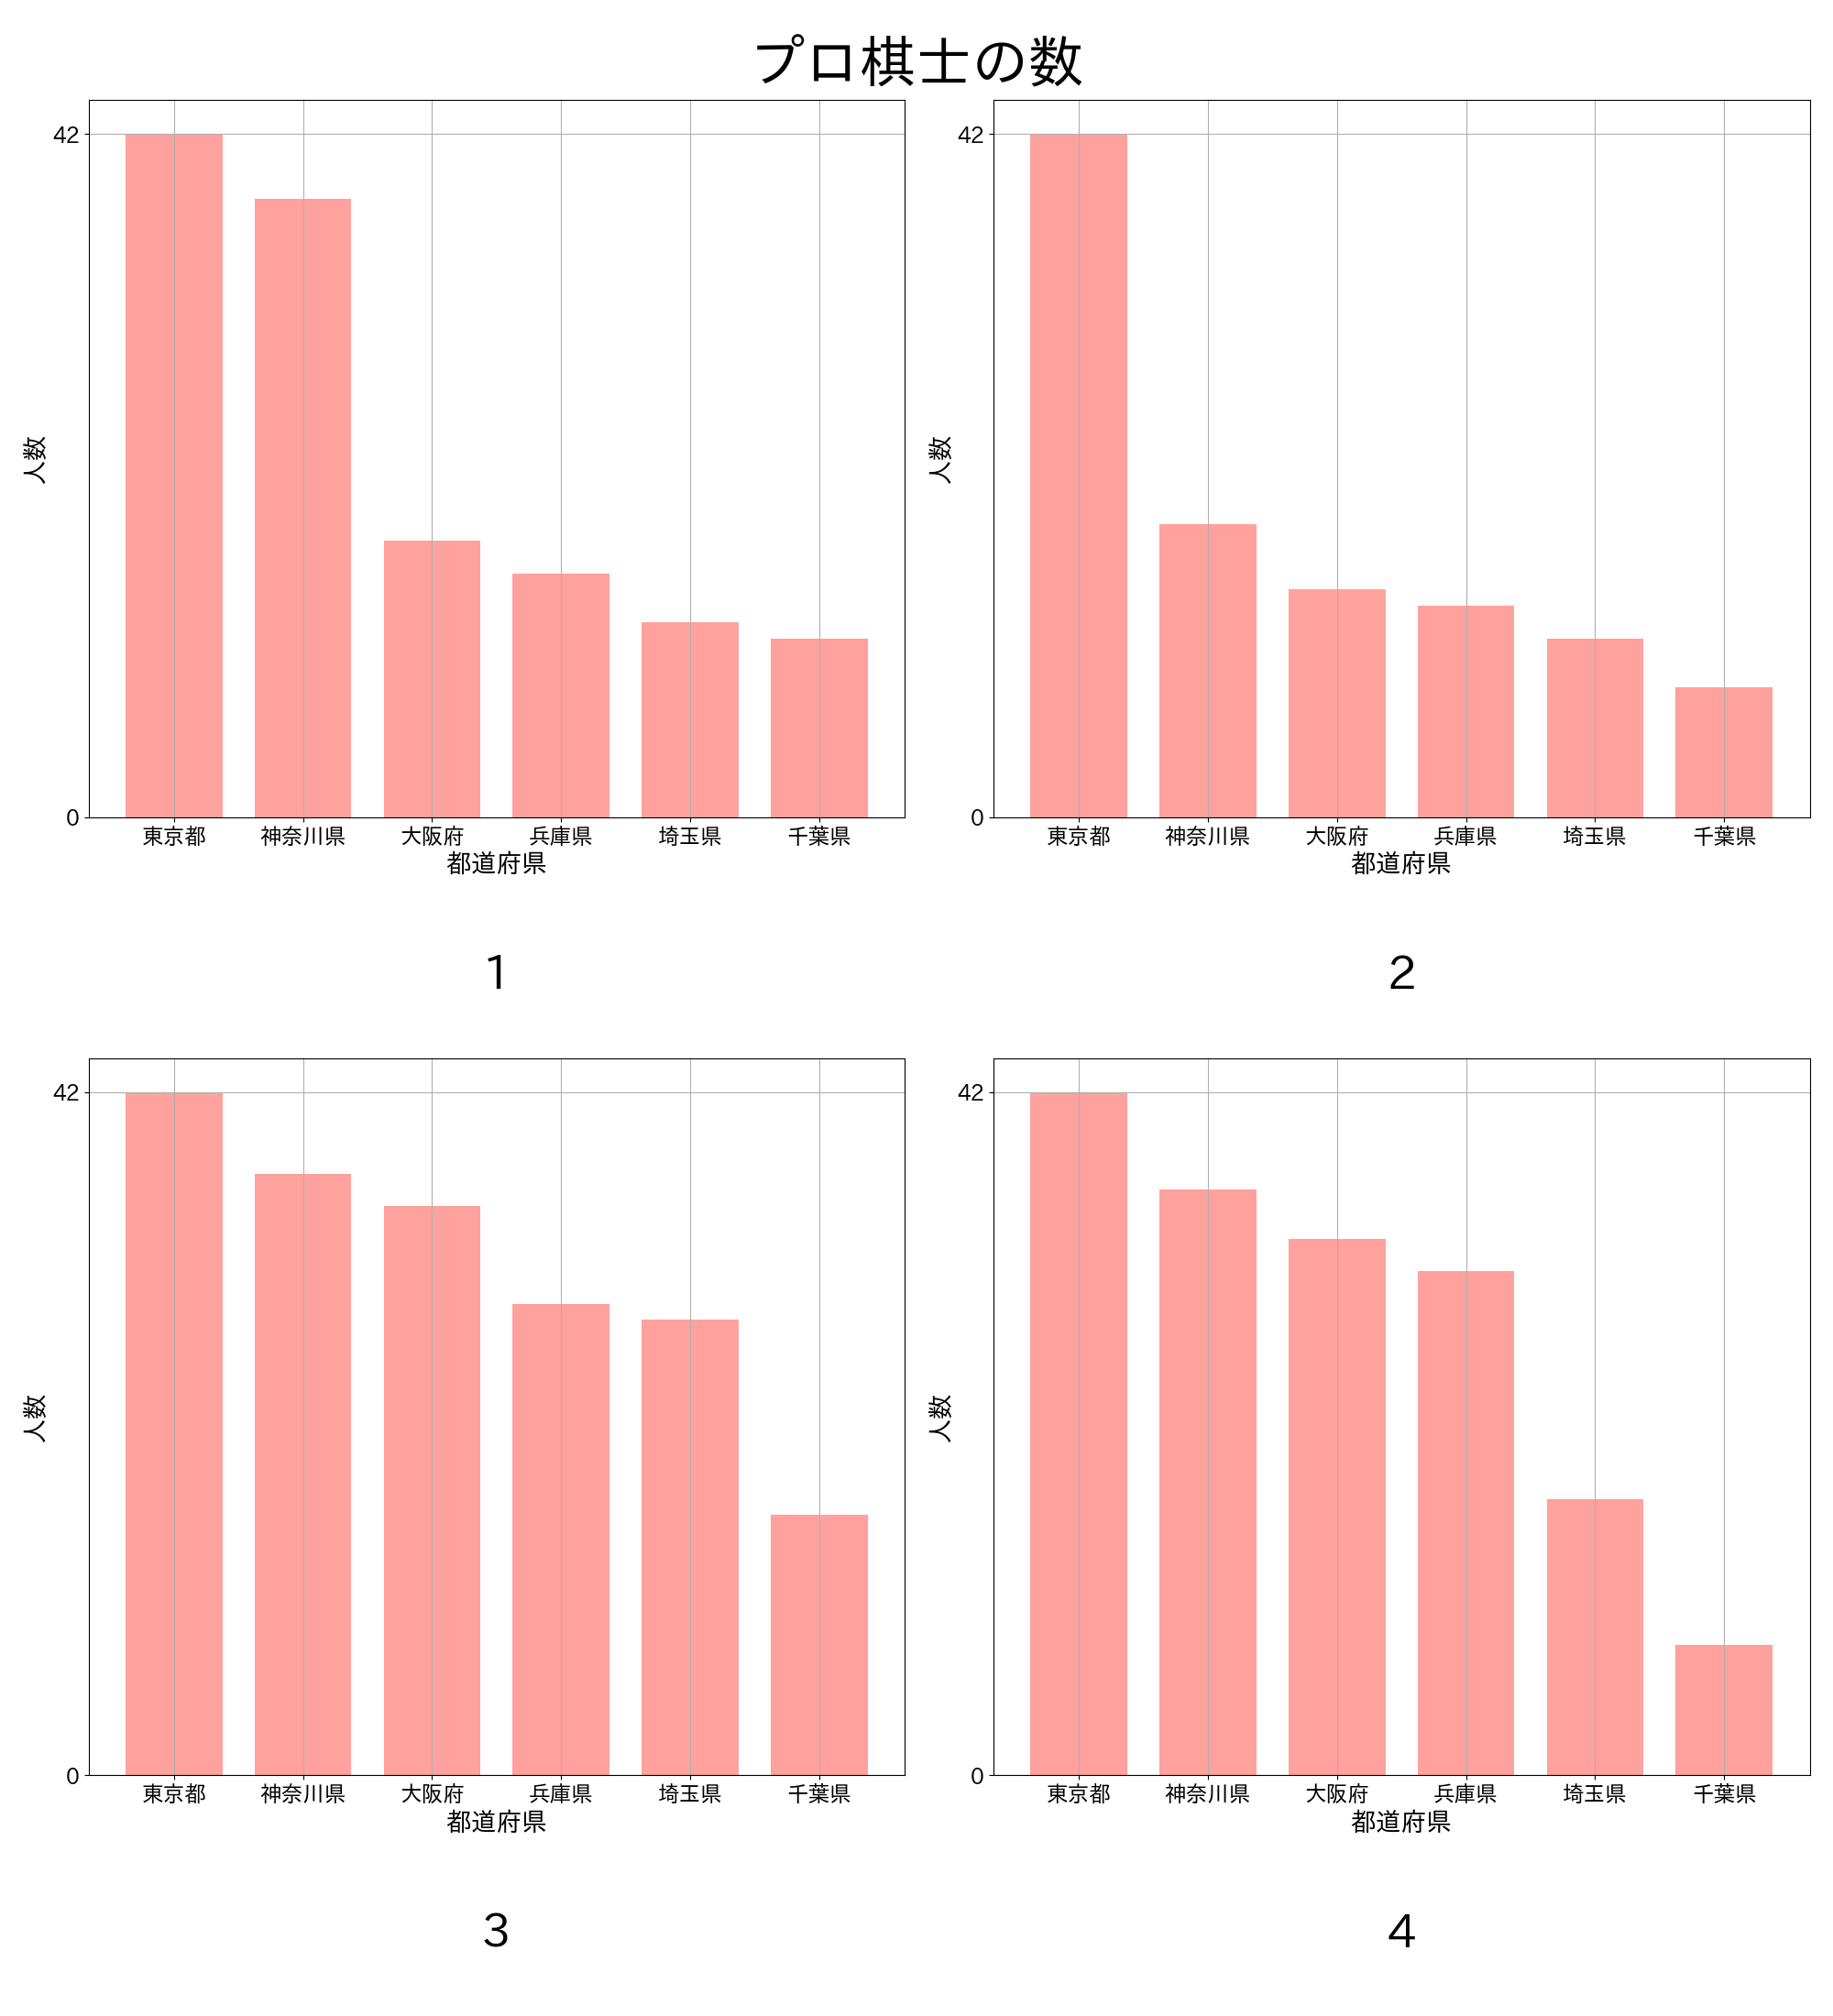 プロ棋士の数
42
0
人数
東京都 神奈川県 大阪府 兵庫県 埼玉県 千葉県
都道府県
1
42
0
人数
東京都 神奈川県 大阪府 兵庫県 埼玉県 千葉県
都道府県
2
42
0
人数
東京都 神奈川県 大阪府 兵庫県 埼玉県 千葉県
都道府県
3
42
0
人数
東京都 神奈川県 大阪府 兵庫県 埼玉県 千葉県
都道府県
4